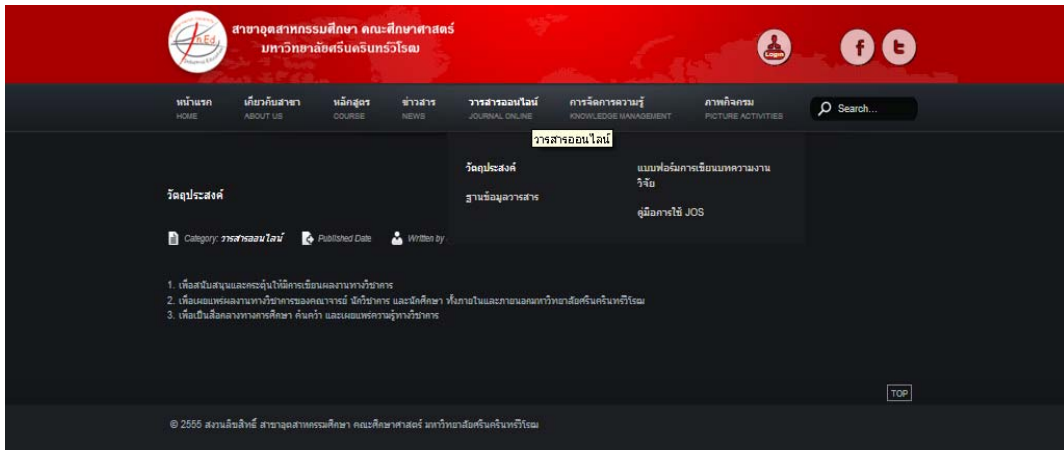 สาขาอุตสาหกรรมศึกษา คณะศึกษาศาสตร์
มหาวิทยาลัยศรีนครินทรวิโรฒ
Login
หน้าแรก เกี่ยวกับสาขา หลักสูตร ข่าวสาร วารสารออนไลน์ การจัดการความรู้ ภาพกิจกรรม
HOME ABOUT US COURSE NEWS JOURNAL ONLINE KNOWLEDGE MANAGEMENT PICTURE ACTIVITIES
Search...
วารสารออนไลน์
วัตถุประสงค์ แบบฟอร์มการเขียนบทความงานวิจัย
ฐานข้อมูลวารสาร
คู่มือการใช้ JOS
วัตถุประสงค์
Category: วารสารออนไลน์ Published Date Written by
1. เพื่อสนับสนุนและกระตุ้นให้มีการเขียนผลงานทางวิชาการ
2. เพื่อเผยแพร่ผลงานทางวิชาการของคณาจารย์ นักวิชาการ และนักศึกษา ทั้งภายในและภายนอกมหาวิทยาลัยศรีนครินทรวิโรฒ
3. เพื่อเป็นสื่อกลางทางการศึกษา ค้นคว้า และเผยแพร่ความรู้ทางวิชาการ
TOP
© 2555 สงวนลิขสิทธิ์ สาขาอุตสาหกรรมศึกษา คณะศึกษาศาสตร์ มหาวิทยาลัยศรีนครินทรวิโรฒ